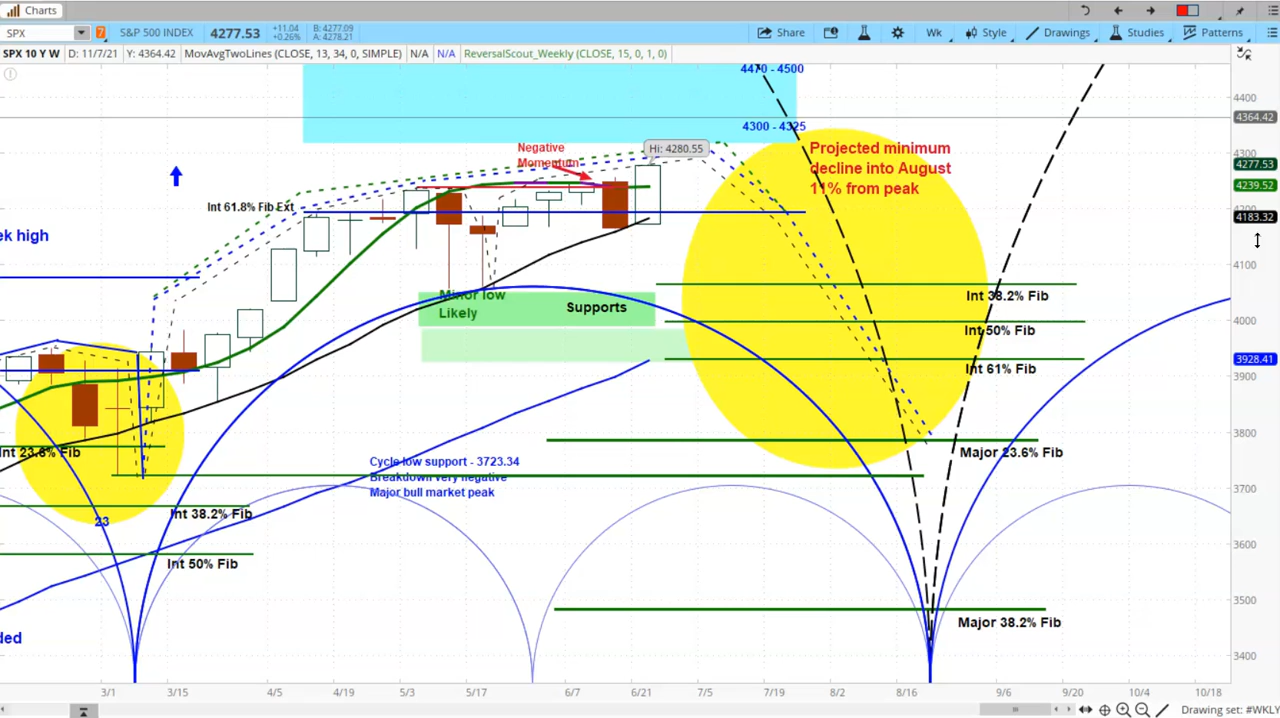 Charts
SPX 7 S&P 500 INDEX 4277.53 +11.04 +0.26% B: 4277.09 A: 4278.21 Share Wk Style Drawings Studies Patterns
SPX 10 Y W D: 11/7/21 4364.42 MovAvgTwoLines (CLOSE, 13, 34, 0, SIMPLE) N/A N/A ReversalScout_Weekly (CLOSE, 15, 0, 1, 0)
4470 - 4500
4400
4364.42
4300 - 4325
Negative
Momentum
Hi: 4280.55
Projected minimum
decline into August
11% from peak
4300
4277.53
4239.52
4200
4183.32
Int 61.8% Fib Ext
ek high
4100
Int 38.2% Fib
Minor low
Likely
Supports
4000
Int 50% Fib
3928.41
Int 61% Fib
3900
3800
Int 23.6% Fib
Major 23.6% Fib
Cycle low support - 3723.34
Breakdown very negative
Major bull market peak
3700
Int 38.2% Fib
23
3600
Int 50% Fib
3500
Major 38.2% Fib
ded
3400
3/1 3/15 4/5 4/19 5/3 5/17 6/7 6/21 7/5 7/19 8/2 8/16 9/6 9/20 10/4 10/18
Drawing set: #WKLY